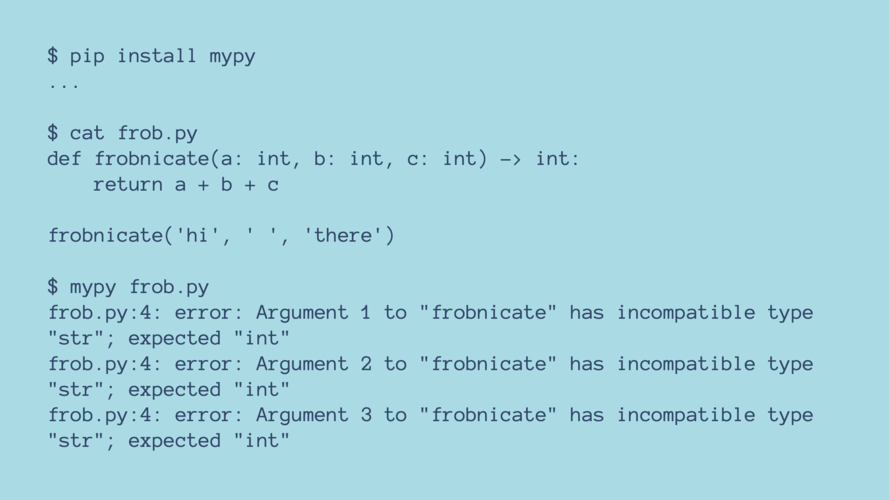 $ pip install mypy
...
$ cat frob.py
def frobnicate(a: int, b: int, c: int) -> int:
    return a + b + c
frobnicate('hi', ' ', 'there')
$ mypy frob.py
frob.py:4: error: Argument 1 to "frobnicate" has incompatible type
"str"; expected "int"
frob.py:4: error: Argument 2 to "frobnicate" has incompatible type
"str"; expected "int"
frob.py:4: error: Argument 3 to "frobnicate" has incompatible type
"str"; expected "int"